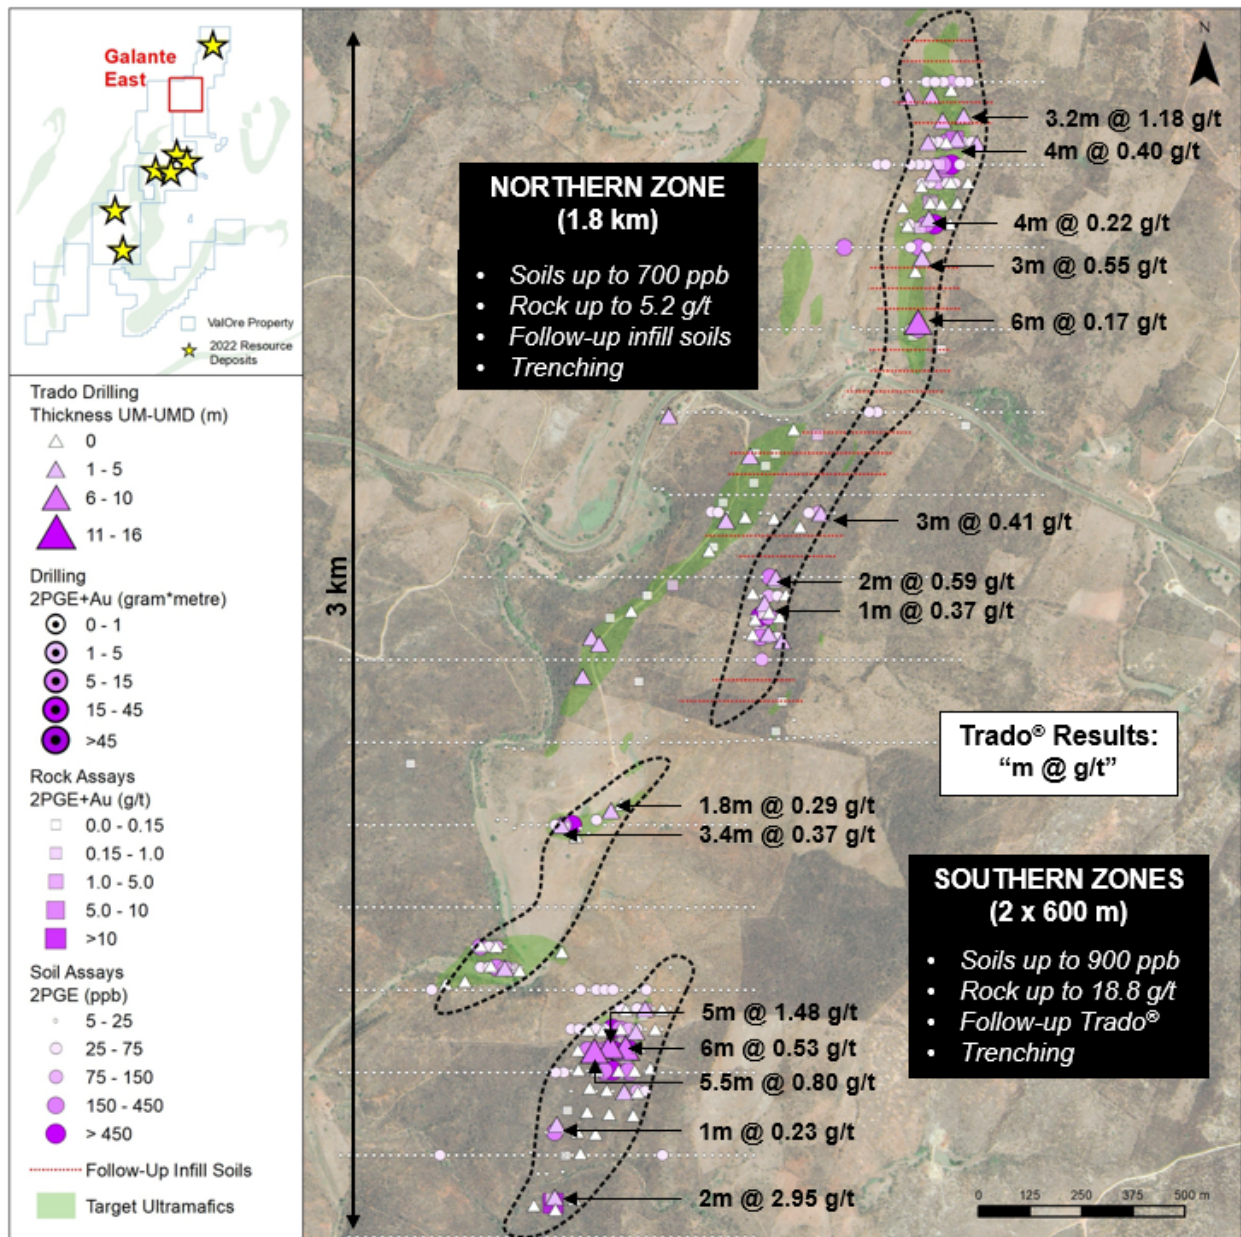 Galante
East
ValOre Property
2022 Resource
Deposits
Trado Drilling
Thickness UM-UMD (m)
0
1 - 5
6 - 10
11 - 16
Drilling
2PGE+Au (gram*metre)
0 - 1
1 - 5
5 - 15
15 - 45
>45
Rock Assays
2PGE+Au (g/t)
0.0 - 0.15
0.15 - 1.0
1.0 - 5.0
5.0 - 10
>10
Soil Assays
2PGE (ppb)
5 - 25
25 - 75
75 - 150
150 - 450
> 450
Follow-Up Infill Soils
Target Ultramafics
3 km
N
NORTHERN ZONE
(1.8 km)
• Soils up to 700 ppb
• Rock up to 5.2 g/t
• Follow-up infill soils
• Trenching
3.2m @ 1.18 g/t
4m @ 0.40 g/t
4m @ 0.22 g/t
3m @ 0.55 g/t
6m @ 0.17 g/t
3m @ 0.41 g/t
2m @ 0.59 g/t
1m @ 0.37 g/t
Trado® Results:
“m @ g/t”
1.8m @ 0.29 g/t
3.4m @ 0.37 g/t
SOUTHERN ZONES
(2 x 600 m)
• Soils up to 900 ppb
• Rock up to 18.8 g/t
• Follow-up Trado®
• Trenching
5m @ 1.48 g/t
6m @ 0.53 g/t
5.5m @ 0.80 g/t
1m @ 0.23 g/t
2m @ 2.95 g/t
0 125 250 375 500 m